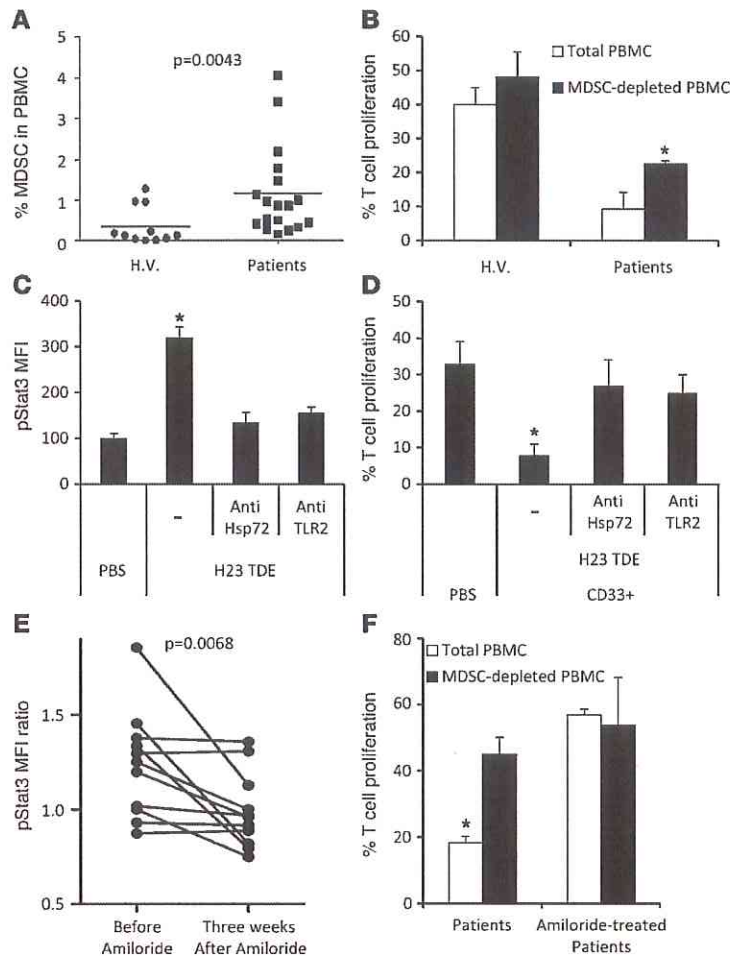 A
p=0.0043
% MDSC in PBMC
5
4
3
2
1
0
H.V.
Patients
B
Total PBMC
MDSC-depleted PBMC
% T cell proliferation
60
50
40
30
20
10
0
*
H.V.
Patients
C
pStat3 MFI
400
300
200
100
0
*
–
Anti Hsp72
Anti TLR2
PBS
H23 TDE
D
% T cell proliferation
50
40
30
20
10
0
*
–
Anti Hsp72
Anti TLR2
H23 TDE
PBS
CD33+
E
p=0.0068
pStat3 MFI ratio
1.5
1.0
0.5
Before Amiloride
Three weeks After Amiloride
F
Total PBMC
MDSC-depleted PBMC
% T cell proliferation
80
60
40
20
0
*
Patients
Amiloride-treated Patients